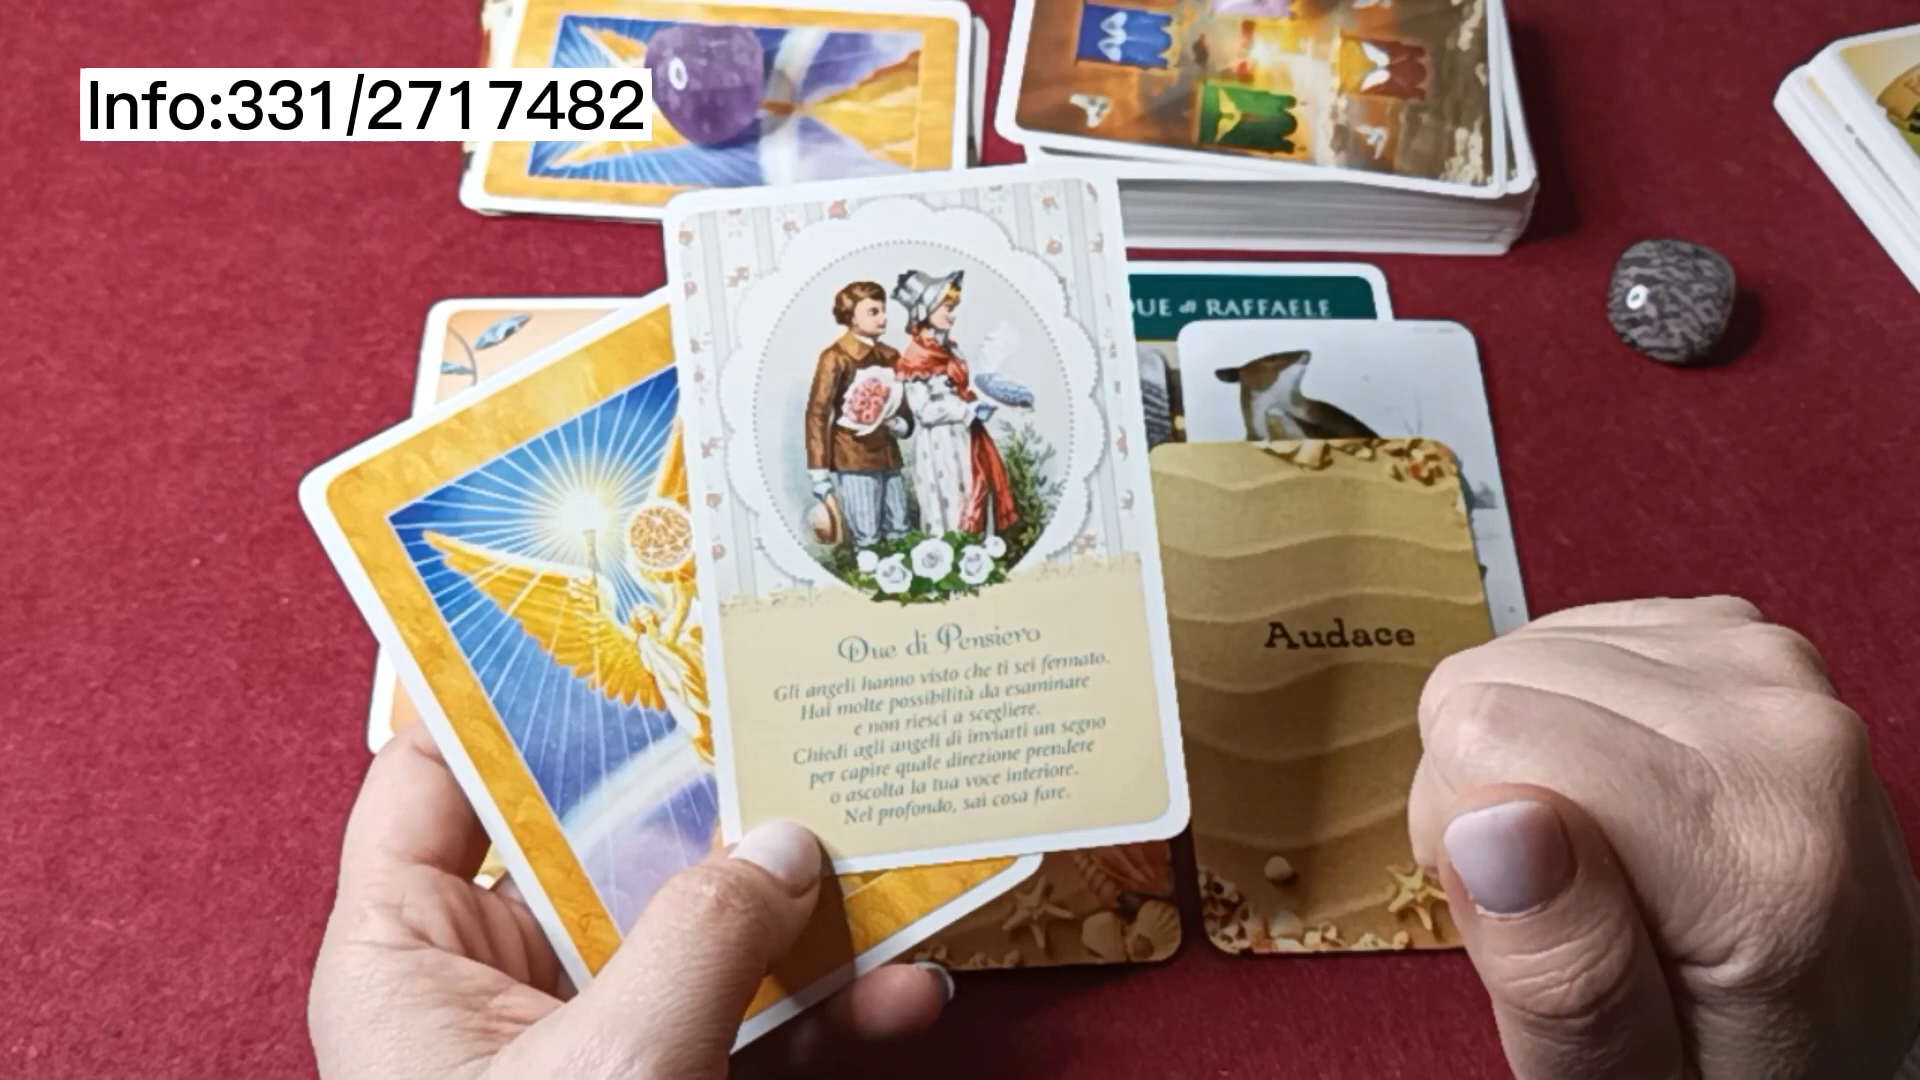 Info:331/2717482
DUE di RAFFAELE
Due di Pensiero
Gli angeli hanno visto che ti sei fermato.
Hai molte possibilità da esaminare
e non riesci a scegliere.
Chiedi agli angeli di inviarti un segno
per capire quale direzione prendere
o ascolta la tua voce interiore.
Nel profondo, sai cosa fare.
Audace